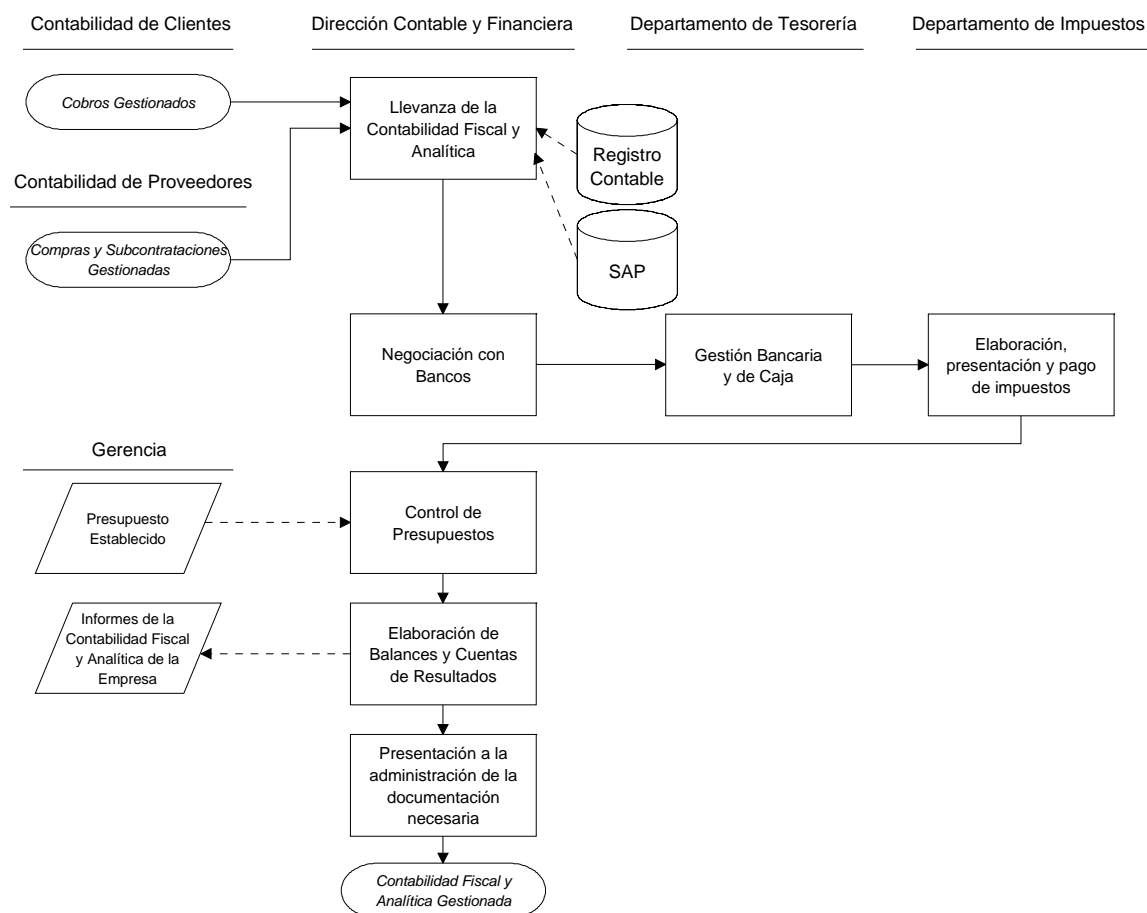 Contabilidad de Clientes
Dirección Contable y Financiera
Departamento de Tesorería
Departamento de Impuestos
Cobros Gestionados
Llevanza de la
Contabilidad Fiscal y
Analítica
Registro
Contable
Contabilidad de Proveedores
Compras y Subcontrataciones
Gestionadas
SAP
Negociación con
Bancos
Gestión Bancaria
y de Caja
Elaboración,
presentación y pago
de impuestos
Gerencia
Presupuesto
Establecido
Control de
Presupuestos
Informes de la
Contabilidad Fiscal
y Analítica de la
Empresa
Elaboración de
Balances y Cuentas
de Resultados
Presentación a la
administración de la
documentación
necesaria
Contabilidad Fiscal y
Analítica Gestionada